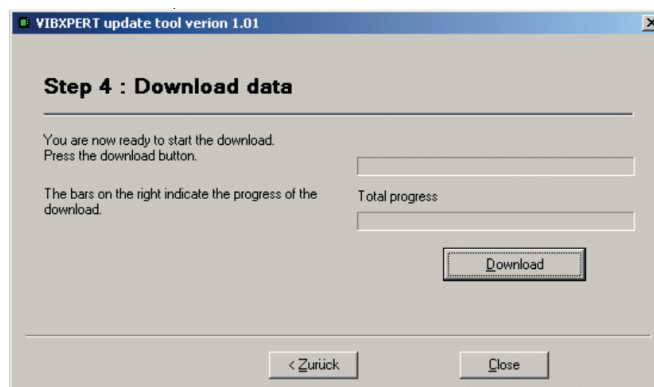 VIBXPERT update tool verion 1.01
Step 4 : Download data
You are now ready to start the download.
Press the download button.
The bars on the right indicate the progress of the
download.
Total progress
Download
< Zurück
Close